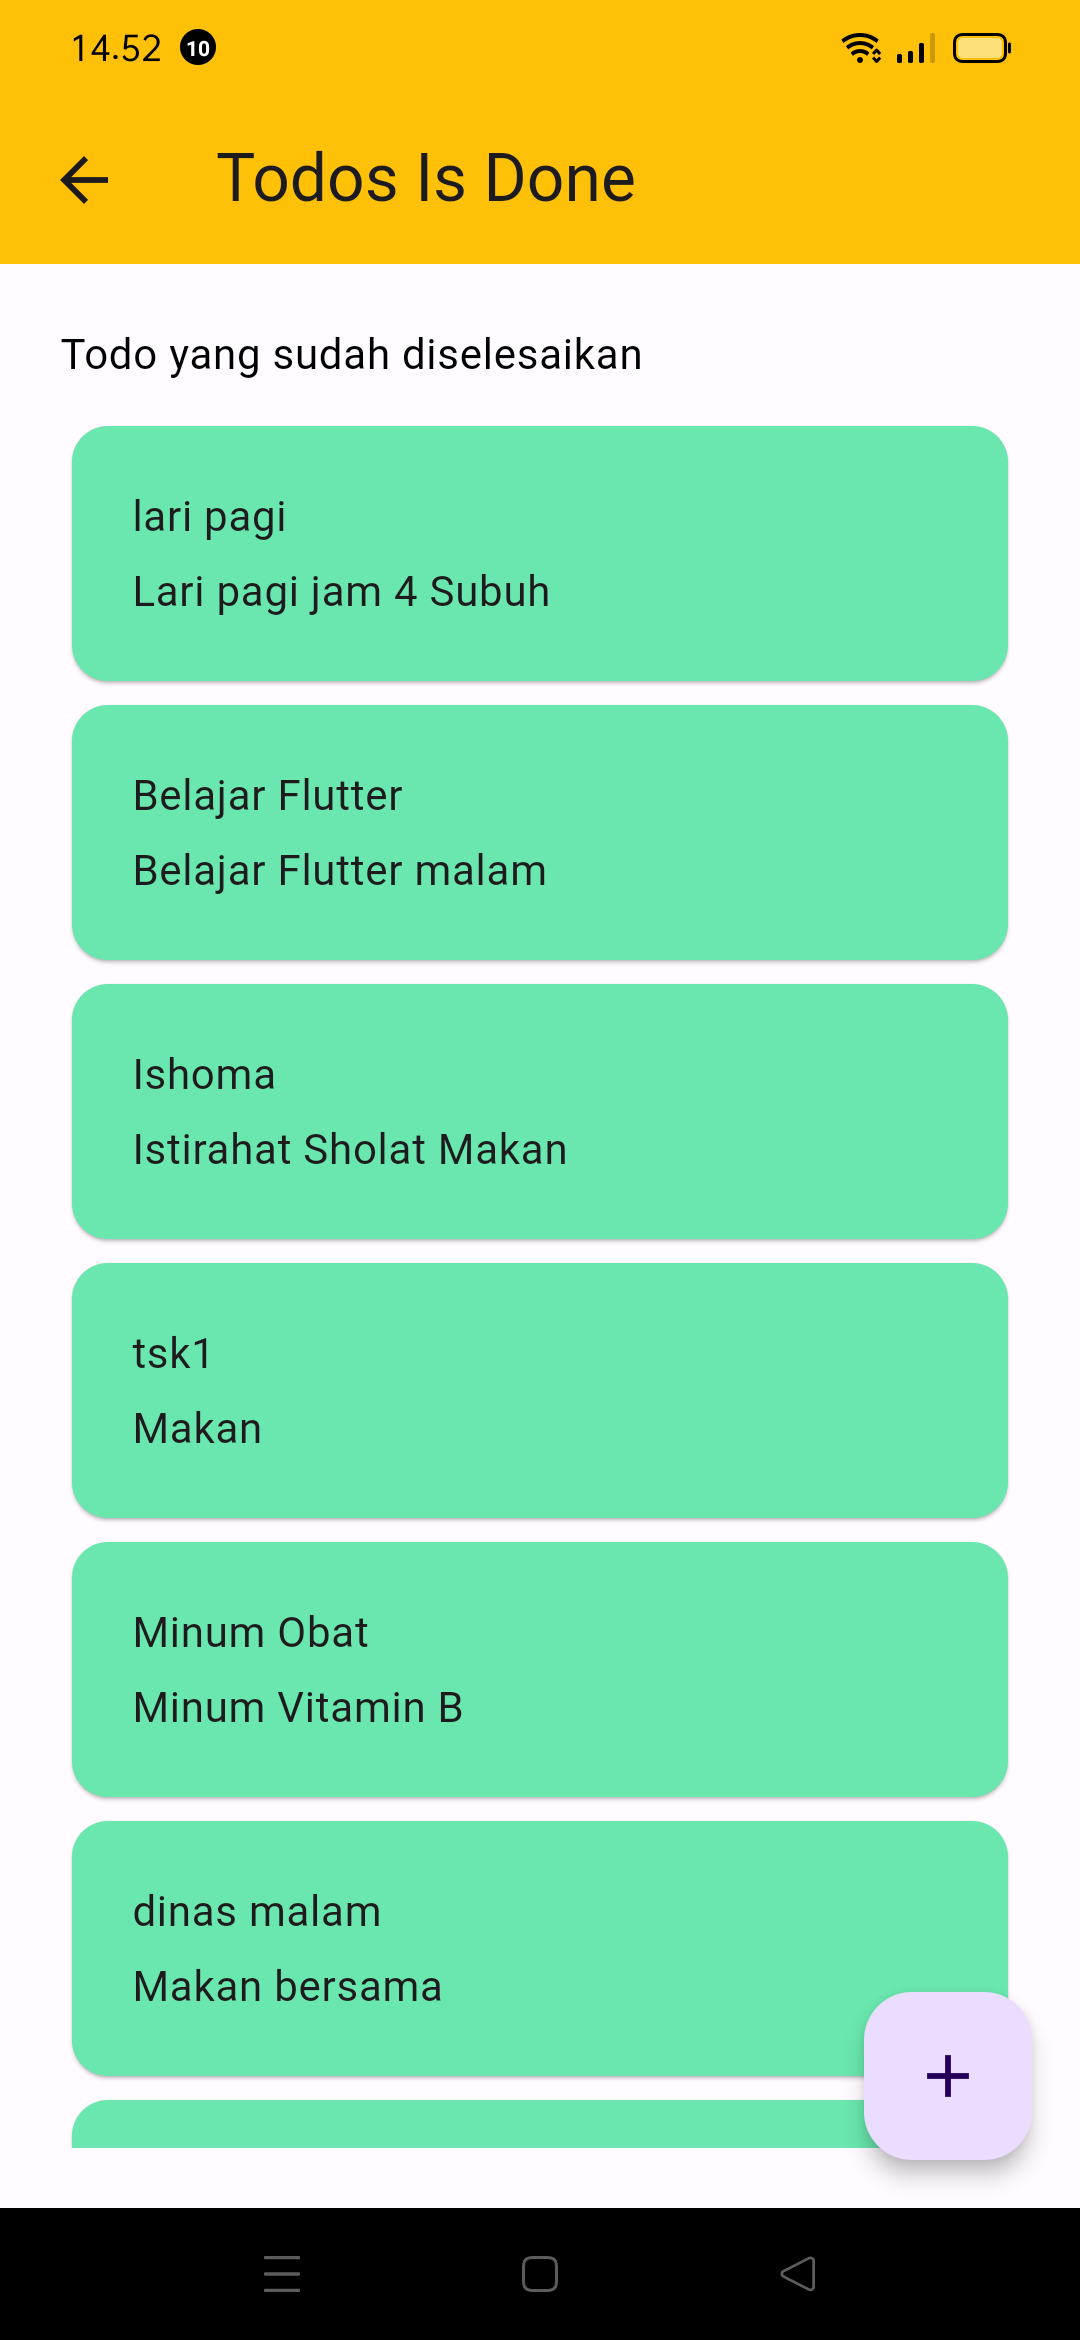 14.52 10
Todos Is Done
Todo yang sudah diselesaikan
lari pagi
Lari pagi jam 4 Subuh
Belajar Flutter
Belajar Flutter malam
Ishoma
Istirahat Sholat Makan
tsk1
Makan
Minum Obat
Minum Vitamin B
dinas malam
Makan bersama